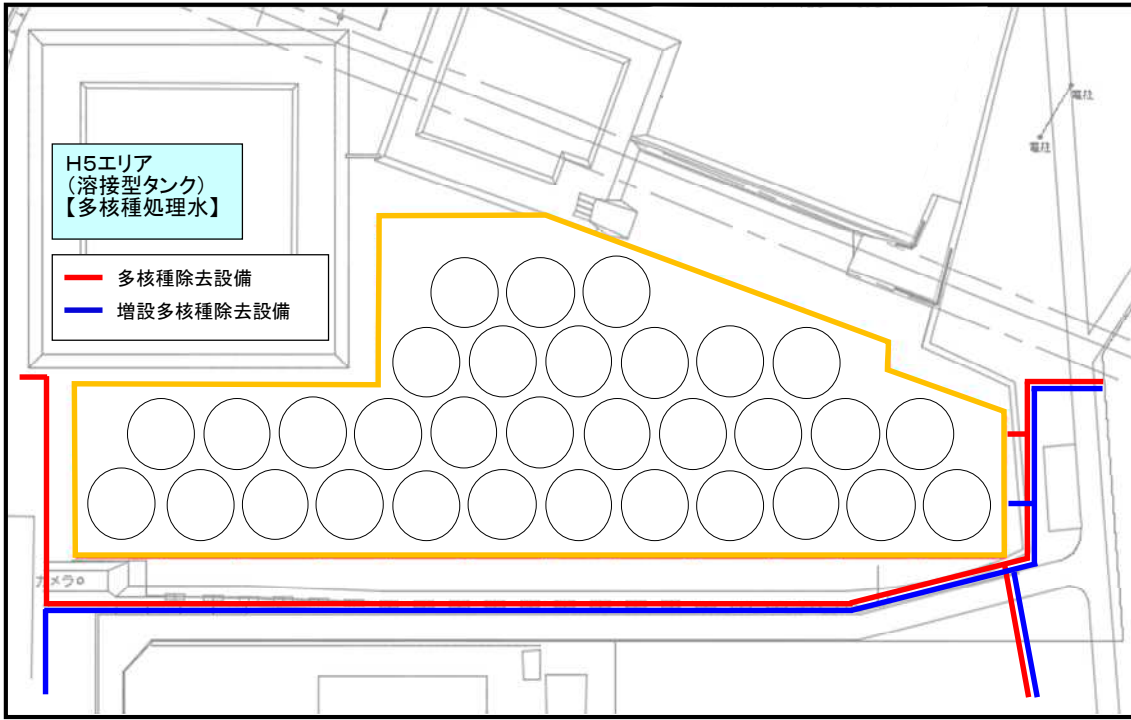 H5エリア
(溶接型タンク)
【多核種処理水】
多核種除去設備
増設多核種除去設備
電柱
電柱
カメラ